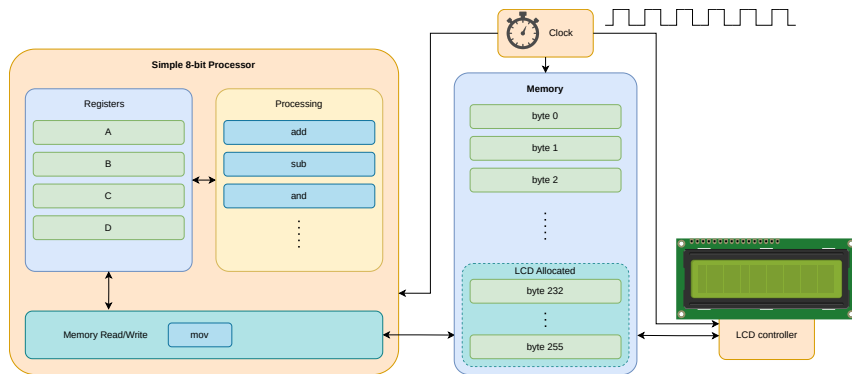 Clock
Simple 8-bit Processor
Registers
A
B
C
D
Processing
add
sub
and
Memory Read/Write
mov
Memory
byte 0
byte 1
byte 2
LCD Allocated
byte 232
byte 255
LCD controller